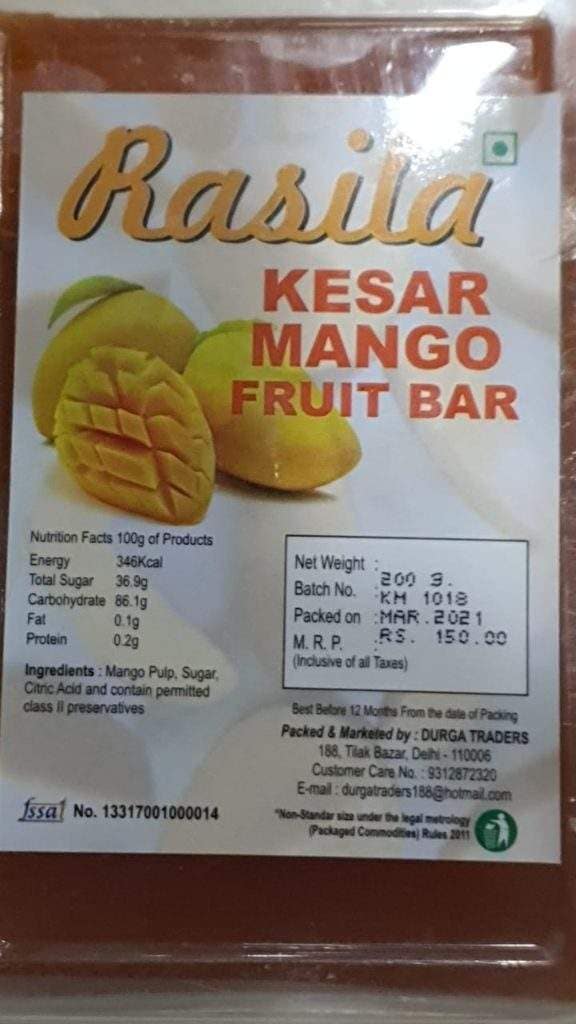 Rasila
KESAR
MANGO
FRUIT BAR
Nutrition Facts 100g of Products
Energy 346Kcal
Total Sugar 36.9g
Carbohydrate 86.1g
Fat 0.1g
Protein 0.2g
Ingredients : Mango Pulp, Sugar,
Citric Acid and contain permitted
class II preservatives
fssai No. 13317001000014
Net Weight : 200 g.
Batch No. :KM 1018
Packed on :MAR.2021
M. R. P. :RS. 150.00
(Inclusive of all Taxes)
Best Before 12 Months From the date of Packing
Packed & Marketed by : DURGA TRADERS
188, Tilak Bazar, Delhi - 110006
Customer Care No. : 9312872320
E-mail : durgatraders188@hotmail.com
*Non-Standar size under the legal metrology
(Packaged Commodities) Rules 2011